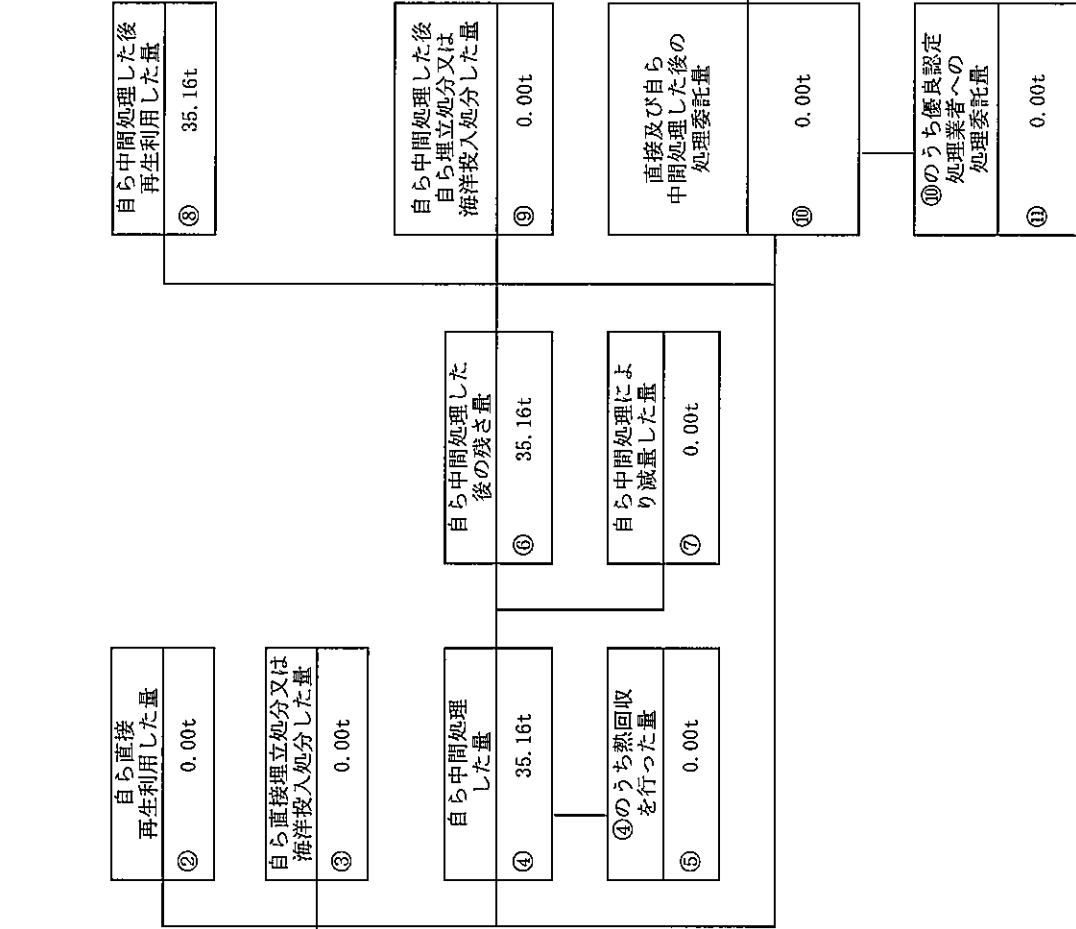 自ら直接
再生利用した量
② 0.00t
自ら直接埋立処分又は
海洋投入処分した量
③ 0.00t
自ら中間処理
した量
④ 35.16t
④のうち熱回収
を行った量
⑤ 0.00t
自ら中間処理した
後の残さ量
⑥ 35.16t
自ら中間処理によ
り減量した量
⑦ 0.00t
自ら中間処理した後
再生利用した量
⑧ 35.16t
自ら中間処理した後
自ら埋立処分又は
海洋投入処分した量
⑨ 0.00t
直接及び自ら
中間処理した後の
処理委託量
⑩ 0.00t
⑩のうち優良認定
処理業者への
処理委託量
⑪ 0.00t